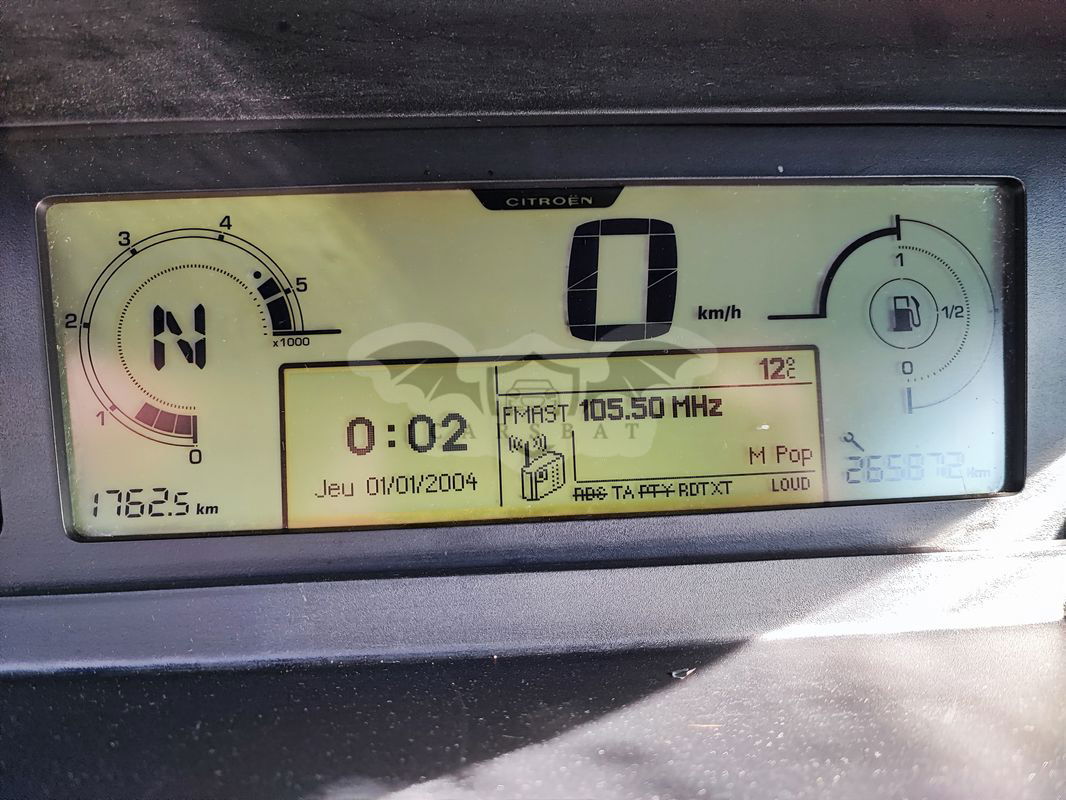 CITROËN
4
3
5
2
x1000
1
0
N
0 km/h
1
1/2
0
12°C
0:02
FMAST 105.50 MHz
M Pop
Jeu 01/01/2004
RDS TA PTY RDTXT LOUD
1762.5 km
265872 km
CARSBAT